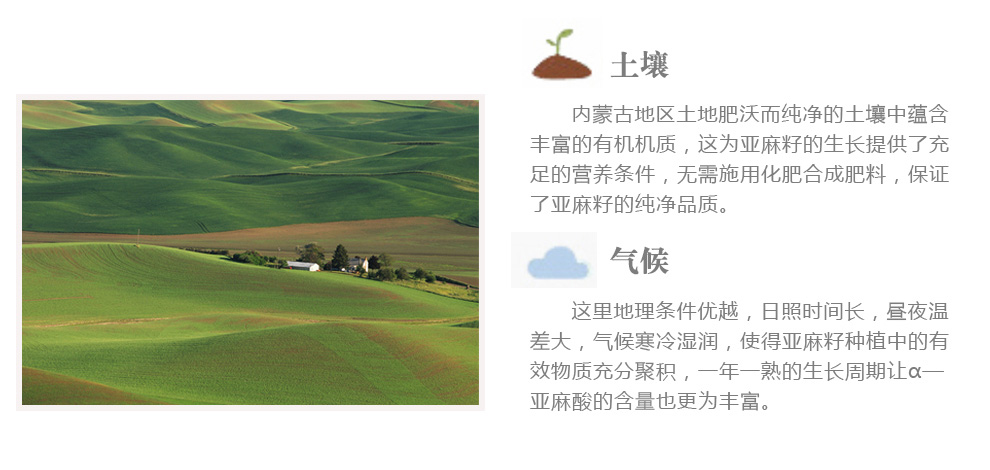 土壤
内蒙古地区土地肥沃而纯净的土壤中蕴含
丰富的有机机质，这为亚麻籽的生长提供了充
足的营养条件，无需施用化肥合成肥料，保证
了亚麻籽的纯净品质。
气候
这里地理条件优越，日照时间长，昼夜温
差大，气候寒冷湿润，使得亚麻籽种植中的有
效物质充分聚积，一年一熟的生长周期让α—
亚麻酸的含量也更为丰富。